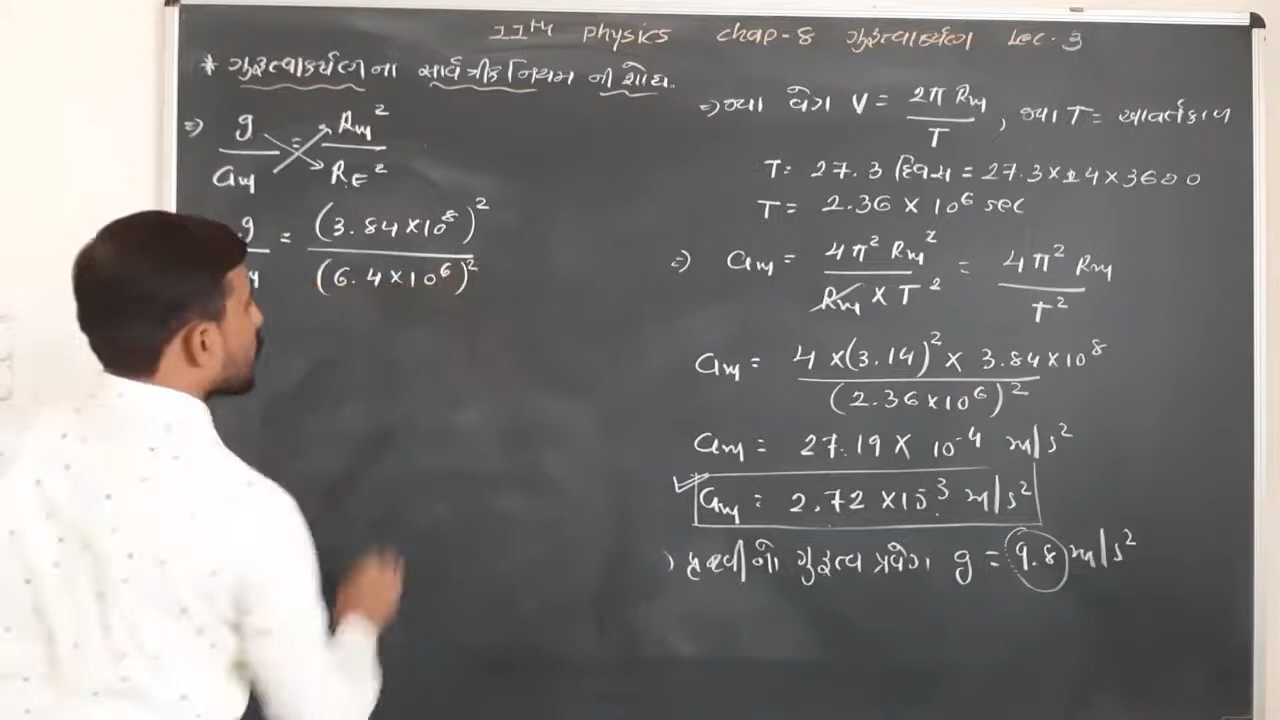 11TH Physics chap-8 ગુરુત્વાકર્ષણ Lec. 3
* ગુરુત્વાકર્ષણ ના સાર્વત્રીક નિયમ ની શોધ..
⇒ g / am = Rm² / RE²
g / m = (3.84×10⁸)² / (6.4×10⁶)²
⇒ જ્યાં વેગ V = 2π Rm / T , જ્યાં T = આવર્તકાળ
T = 27.3 દિવસ = 27.3×24×3600
T = 2.36 × 10⁶ sec
⇒ am = 4π² Rm² / Rm × T² = 4π² Rm / T²
am = 4×(3.14)² × 3.84×10⁸ / (2.36×10⁶)²
am = 27.19 × 10⁻⁴ m/s²
am = 2.72 ×10⁻³ m/s²
⇒ પૃથ્વીનો ગુરુત્વ પ્રવેગ g = 9.8 m/s²